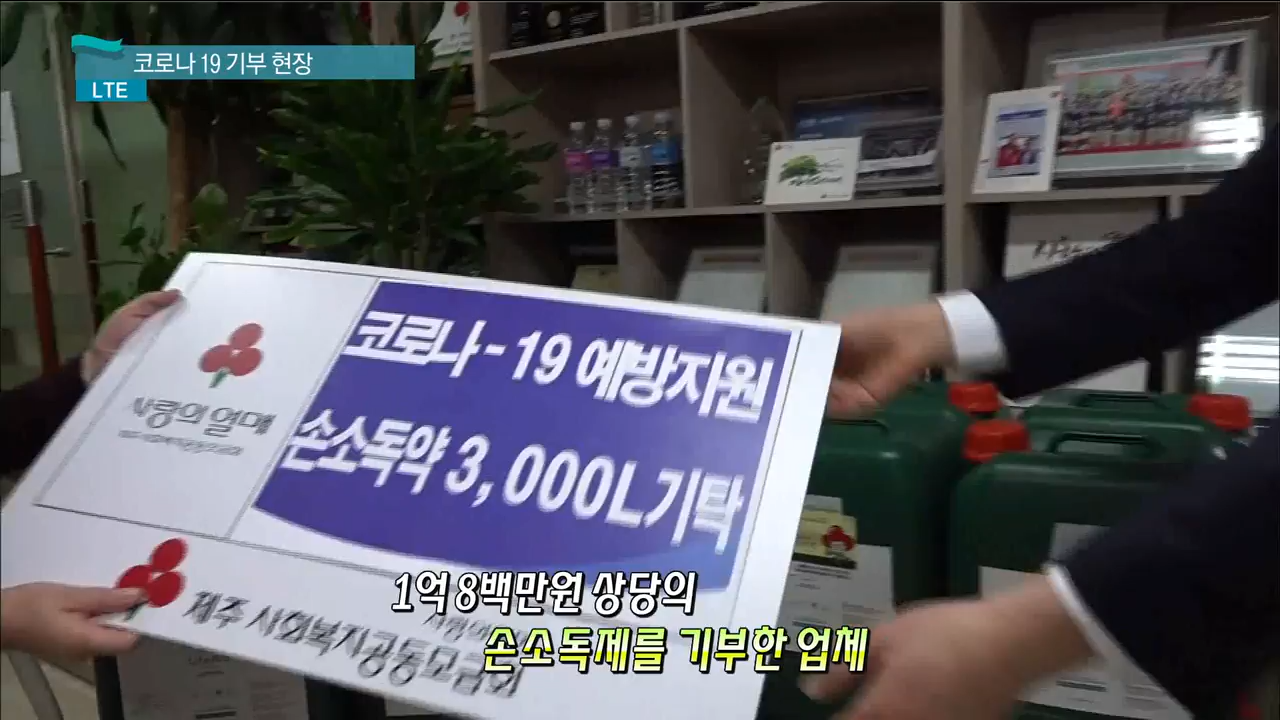 코로나 19 기부 현장
LTE
코로나-19 예방지원
손소독약 3,000L기탁
사랑의열매
제주 사회복지공동모금회
1억 8백만원 상당의
손소독제를 기부한 업체